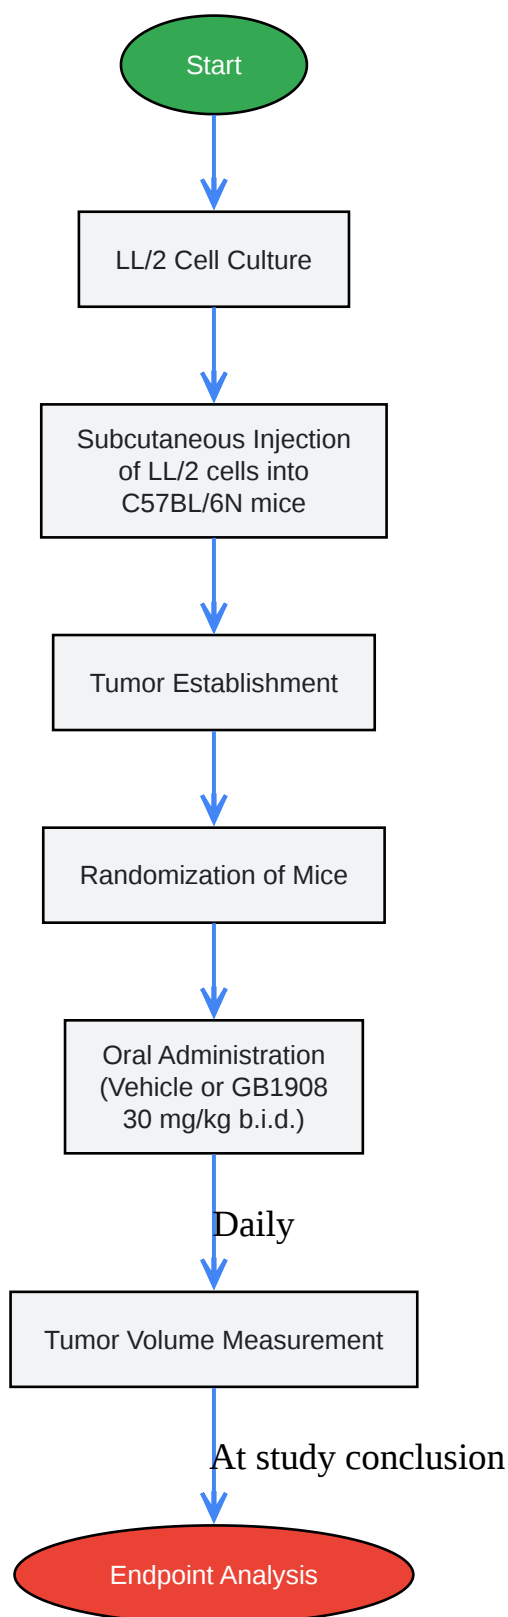 Start
LL/2 Cell Culture
Subcutaneous Injection
of LL/2 cells into
C57BL/6N mice
Tumor Establishment
Randomization of Mice
Oral Administration
(Vehicle or GB1908
30 mg/kg b.i.d.)
Daily
Tumor Volume Measurement
At study conclusion
Endpoint Analysis